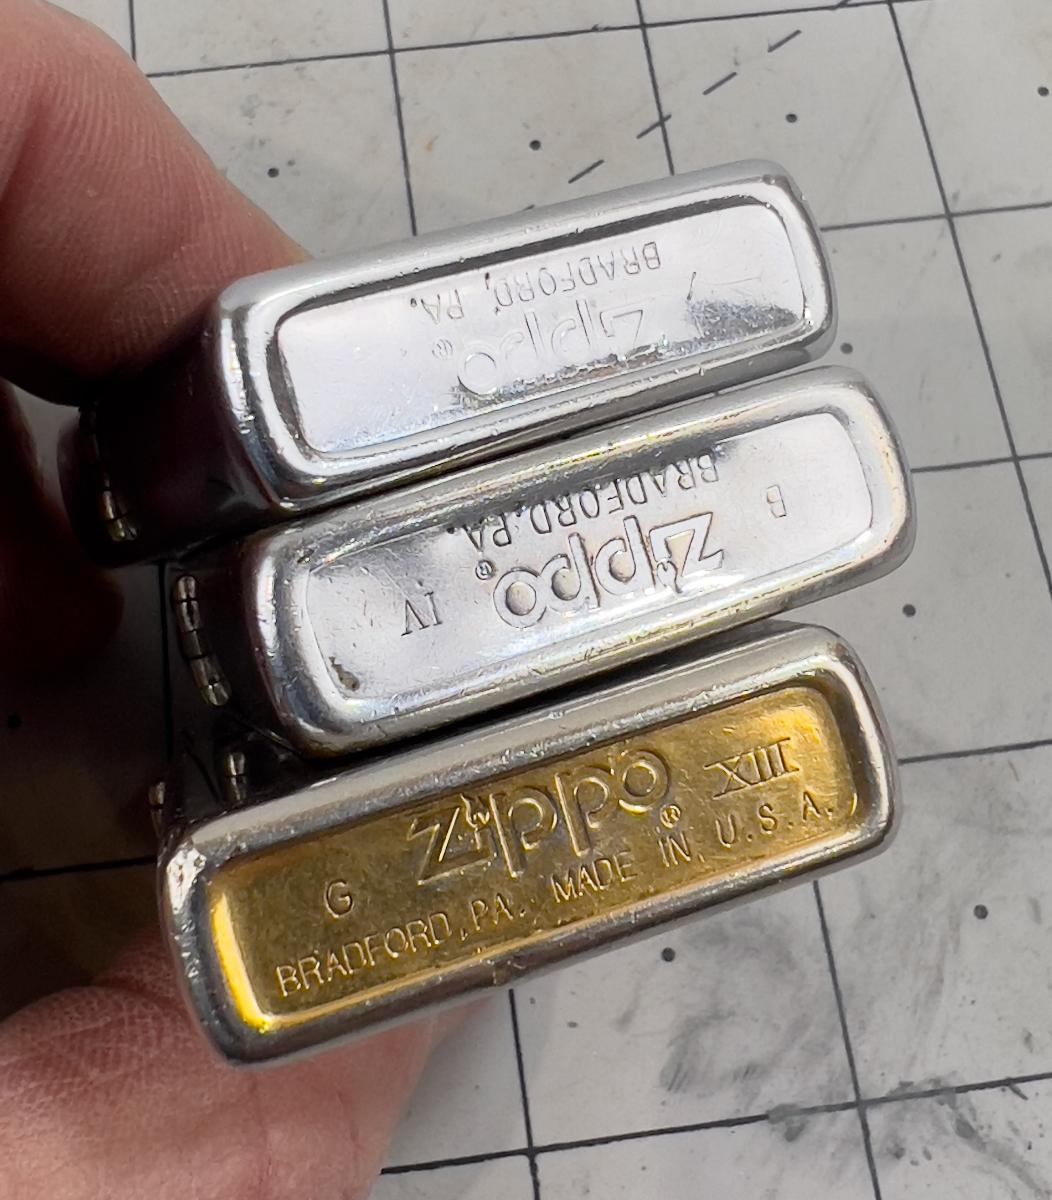 / Zippo®
BRADFORD, PA.
B Zippo® IV
BRADFORD, PA.
G Zippo® XIII
BRADFORD, PA. MADE IN U.S.A.